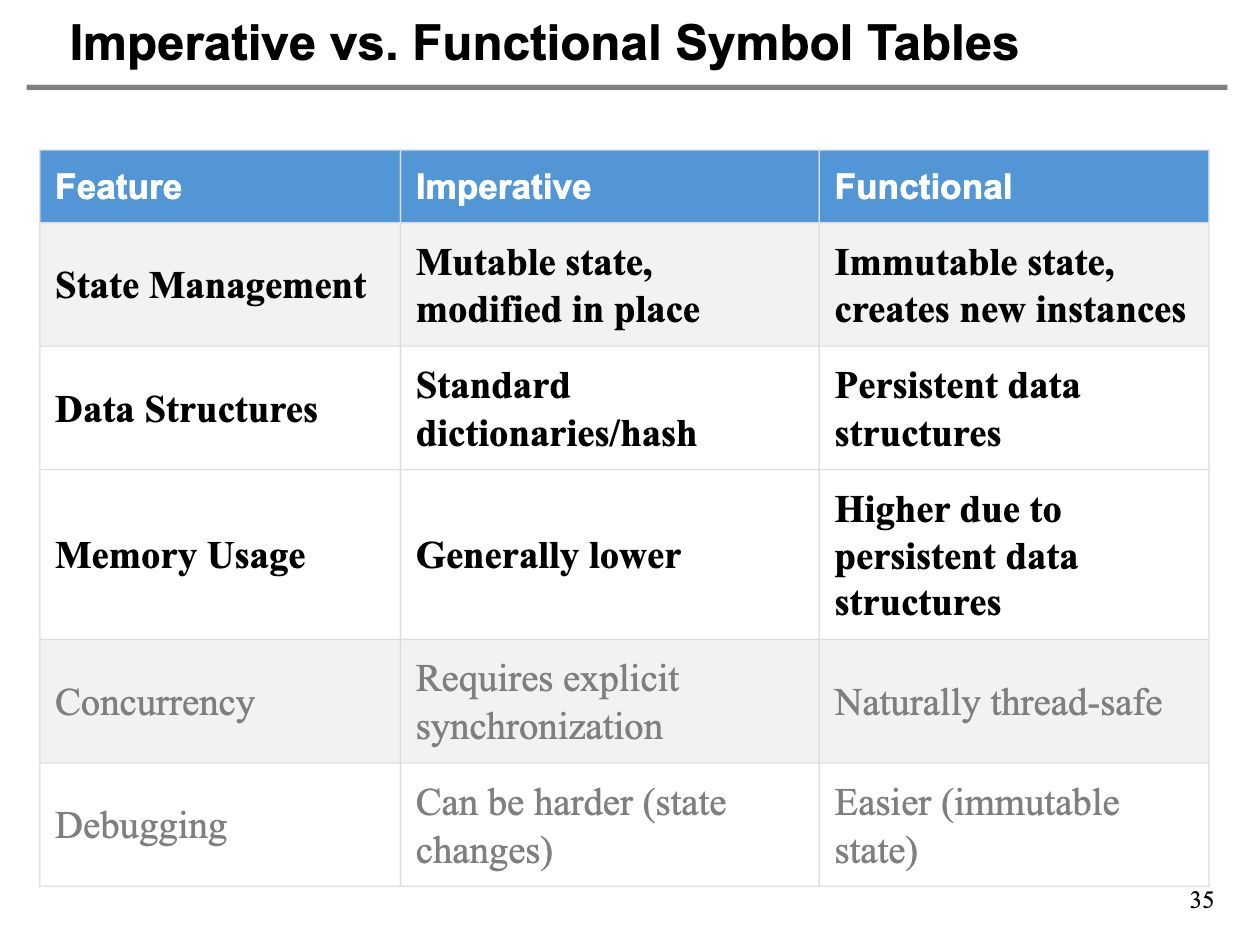 Imperative vs. Functional Symbol Tables
Feature
Imperative
Functional
State Management
Mutable state,
modified in place
Immutable state,
creates new instances
Data Structures
Standard
dictionaries/hash
Persistent data
structures
Memory Usage
Generally lower
Higher due to
persistent data
structures
Concurrency
Requires explicit
synchronization
Naturally thread-safe
Debugging
Can be harder (state
changes)
Easier (immutable
state)
35